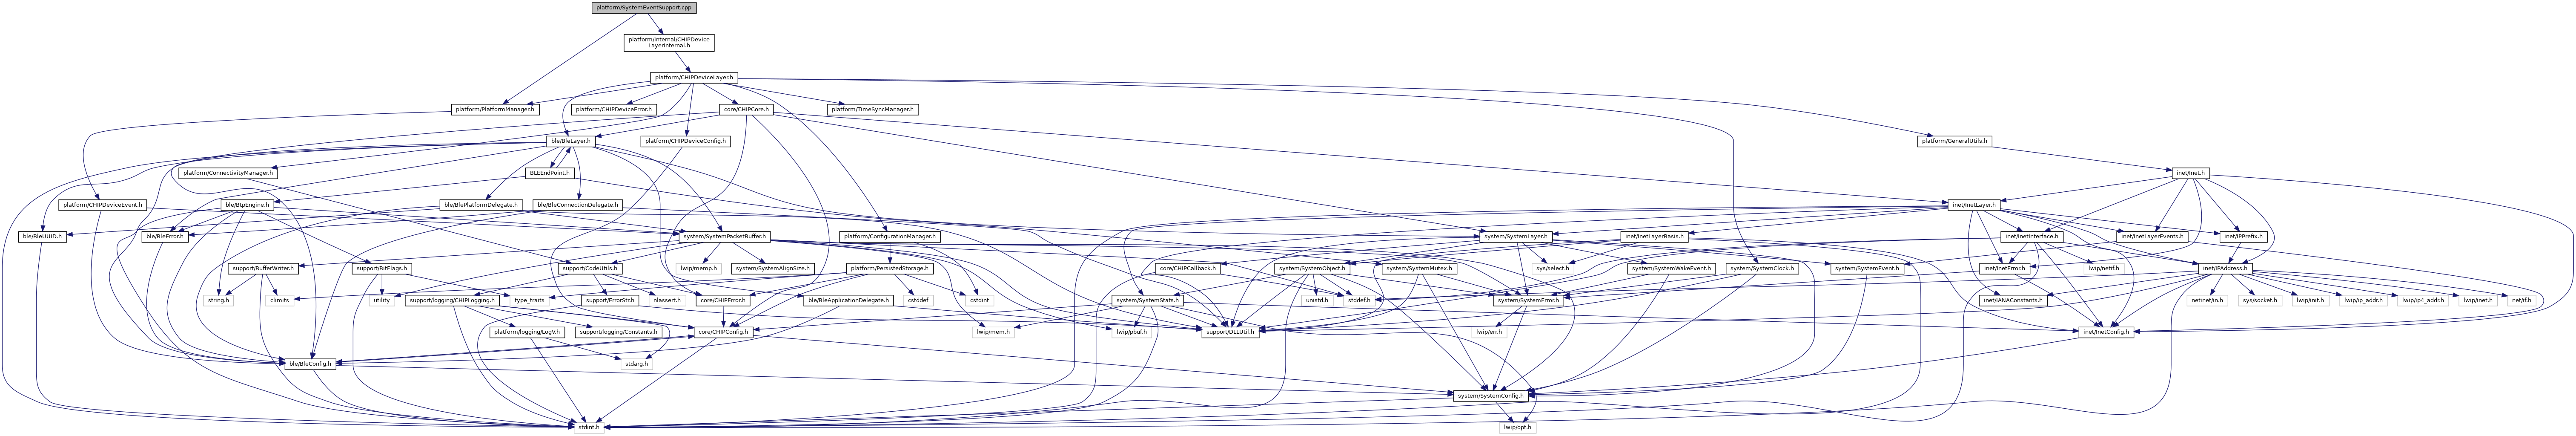 platform/SystemEventSupport.cpp
platform/internal/CHIPDevice
LayerInternal.h
platform/CHIPDeviceLayer.h
platform/PlatformManager.h
platform/CHIPDeviceError.h
core/CHIPCore.h
platform/TimeSyncManager.h
ble/BleLayer.h
platform/CHIPDeviceConfig.h
platform/GeneralUtils.h
platform/ConnectivityManager.h
BLEEndPoint.h
inet/Inet.h
platform/CHIPDeviceEvent.h
ble/BtpEngine.h
ble/BlePlatformDelegate.h
ble/BleConnectionDelegate.h
inet/InetLayer.h
ble/BleUUID.h
ble/BleError.h
system/SystemPacketBuffer.h
platform/ConfigurationManager.h
system/SystemLayer.h
inet/InetLayerBasis.h
inet/InetInterface.h
inet/InetLayerEvents.h
inet/IPPrefix.h
support/BufferWriter.h
support/BitFlags.h
support/CodeUtils.h
lwip/memp.h
system/SystemAlignSize.h
platform/PersistedStorage.h
core/CHIPCallback.h
system/SystemObject.h
system/SystemMutex.h
sys/select.h
system/SystemWakeEvent.h
system/SystemClock.h
system/SystemEvent.h
inet/InetError.h
lwip/netif.h
inet/IPAddress.h
string.h
climits
utility
support/logging/CHIPLogging.h
type_traits
support/ErrorStr.h
nlassert.h
core/CHIPError.h
ble/BleApplicationDelegate.h
cstddef
cstdint
system/SystemStats.h
unistd.h
stddef.h
system/SystemError.h
inet/IANAConstants.h
netinet/in.h
sys/socket.h
lwip/init.h
lwip/ip_addr.h
lwip/ip4_addr.h
lwip/inet.h
net/if.h
platform/logging/LogV.h
support/logging/Constants.h
core/CHIPConfig.h
lwip/mem.h
lwip/pbuf.h
support/DLLUtil.h
lwip/err.h
inet/InetConfig.h
ble/BleConfig.h
stdarg.h
system/SystemConfig.h
stdint.h
lwip/opt.h